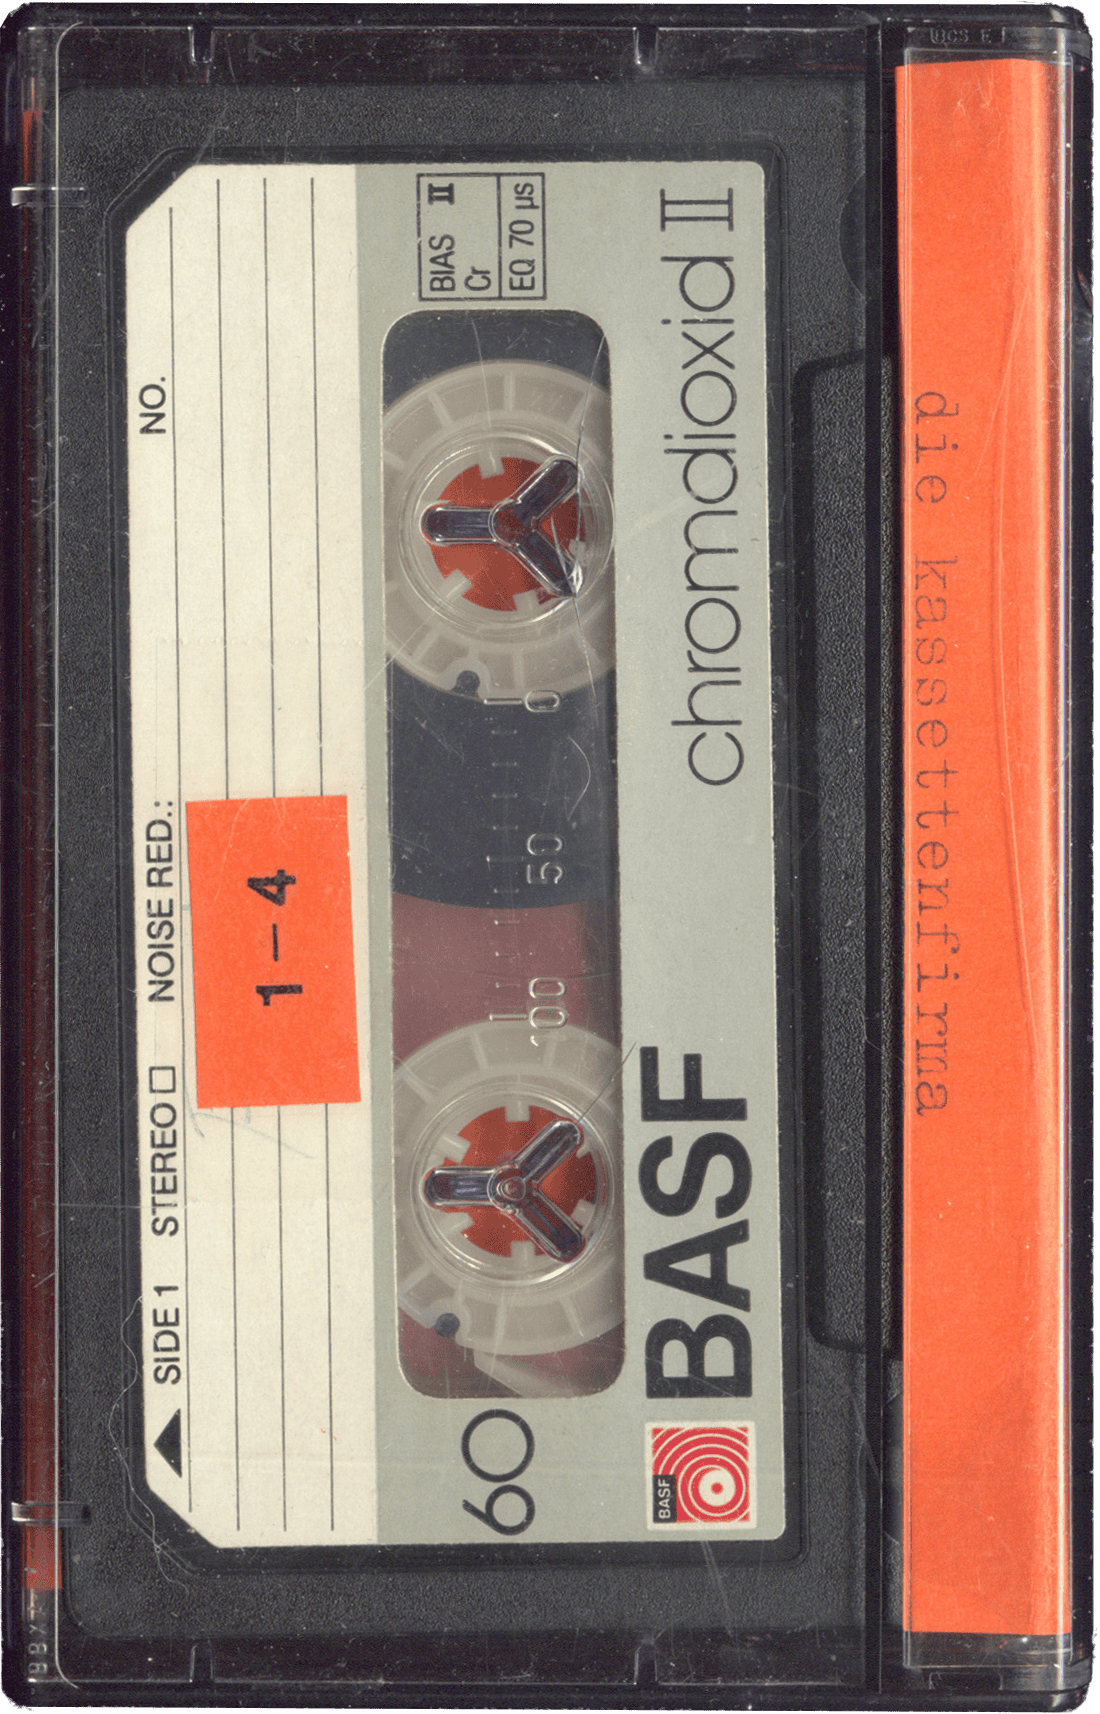 NO.
▲ SIDE 1 STEREO □ NOISE RED.:
1-4
BIAS II
Cr
EQ 70 µs
0
50
100
60
chromdioxid II
BASF
BASF
die kassettenfirma